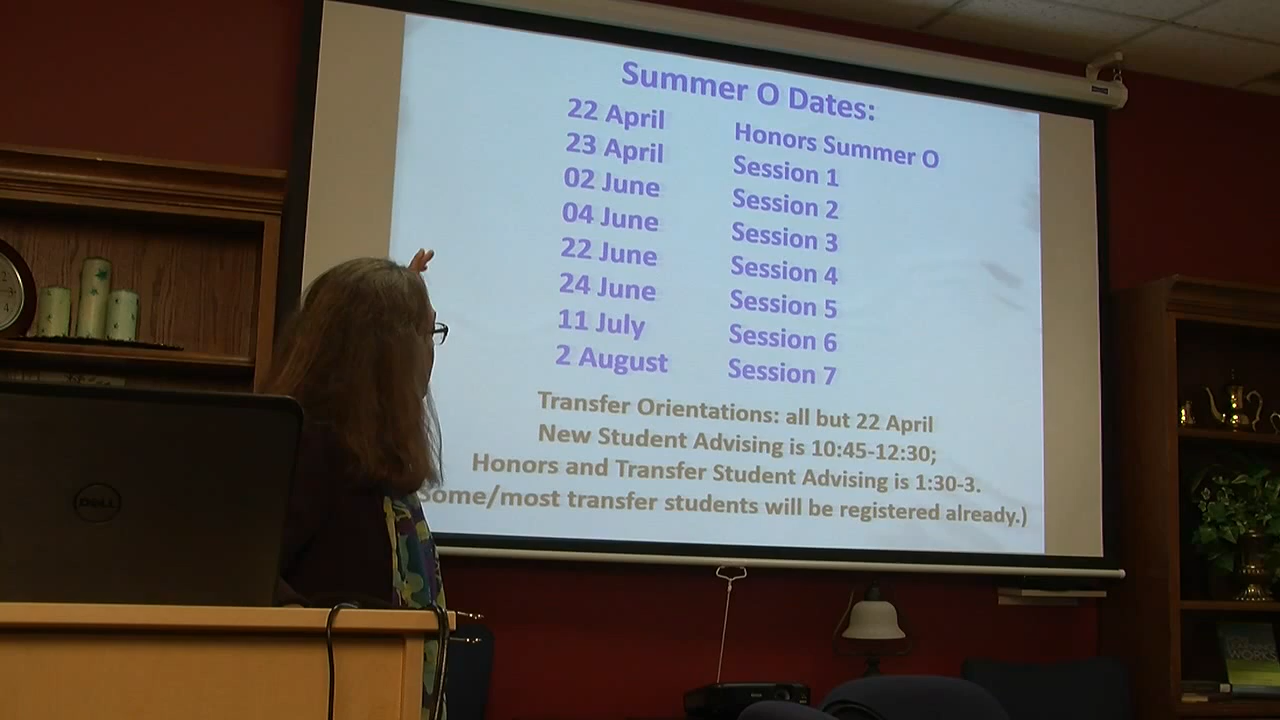 Summer O Dates:
22 April Honors Summer O
23 April Session 1
02 June Session 2
04 June Session 3
22 June Session 4
24 June Session 5
11 July Session 6
2 August Session 7
Transfer Orientations: all but 22 April
New Student Advising is 10:45-12:30;
Honors and Transfer Student Advising is 1:30-3.
Some/most transfer students will be registered already.)
DELL